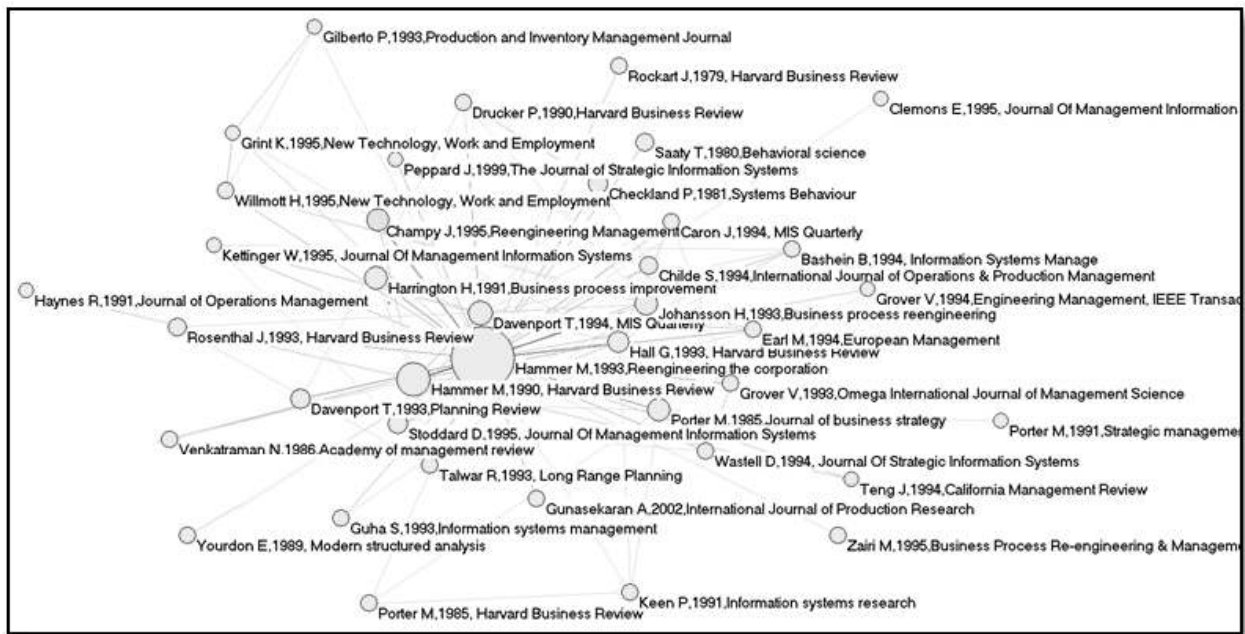 Gilberto P,1993,Production and Inventory Management Journal
Rockart J,1979, Harvard Business Review
Clemons E,1995, Journal Of Management Information
Drucker P,1990,Harvard Business Review
Grint K,1995,New Technology, Work and Employment
Saaty T,1980,Behavioral science
Peppard J,1999,The Journal of Strategic Information Systems
Checkland P,1981,Systems Behaviour
Willmott H,1995,New Technology, Work and Employment
Champy J,1995,Reengineering Management
Caron J,1994, MIS Quarterly
Kettinger W,1995, Journal Of Management Information Systems
Bashein B,1994, Information Systems Manage
Childe S,1994,International Journal of Operations & Production Management
Harrington H,1991,Business process improvement
Haynes R,1991,Journal of Operations Management
Grover V,1994,Engineering Management, IEEE Transac
Johansson H,1993,Business process reengineering
Davenport T,1994, MIS Quarterly
Rosenthal J,1993, Harvard Business Review
Earl M,1994,European Management
Hall G,1993, Harvard Business Review
Hammer M,1993,Reengineering the corporation
Hammer M,1990, Harvard Business Review
Grover V,1993,Omega International Journal of Management Science
Davenport T,1993,Planning Review
Porter M,1985,Journal of business strategy
Porter M,1991,Strategic manageme
Stoddard D,1995, Journal Of Management Information Systems
Venkatraman N,1986,Academy of management review
Wastell D,1994, Journal Of Strategic Information Systems
Talwar R,1993, Long Range Planning
Teng J,1994,California Management Review
Gunasekaran A,2002,International Journal of Production Research
Guha S,1993,Information systems management
Yourdon E,1989, Modern structured analysis
Zairi M,1995,Business Process Re-engineering & Managem
Keen P,1991,Information systems research
Porter M,1985, Harvard Business Review